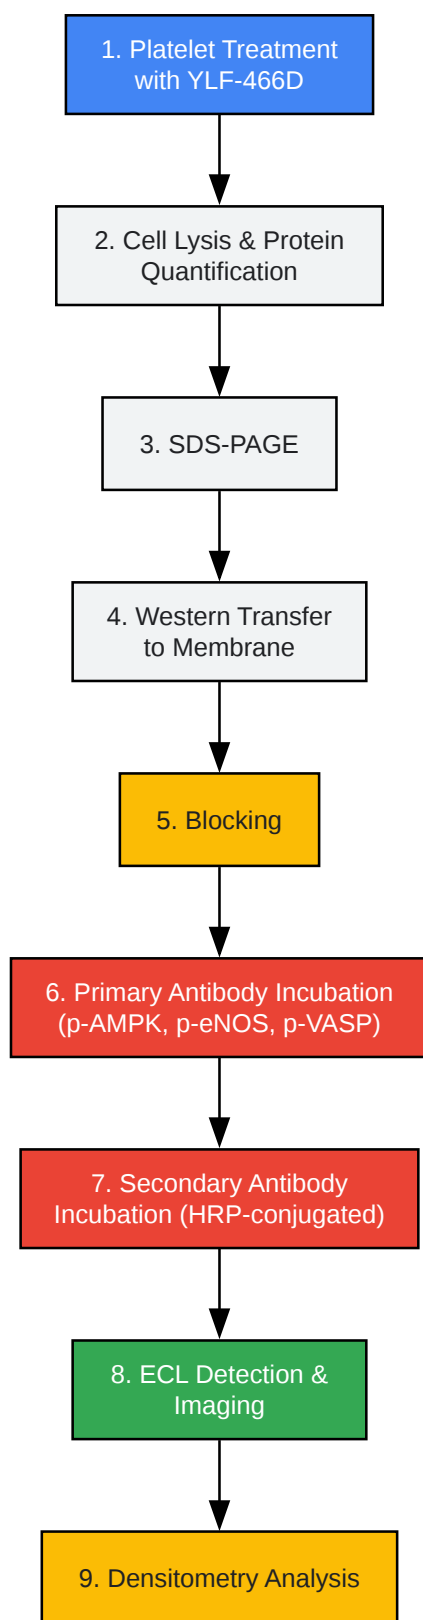 1. Platelet Treatment
with YLF-466D
2. Cell Lysis & Protein
Quantification
3. SDS-PAGE
4. Western Transfer
to Membrane
5. Blocking
6. Primary Antibody Incubation
(p-AMPK, p-eNOS, p-VASP)
7. Secondary Antibody
Incubation (HRP-conjugated)
8. ECL Detection &
Imaging
9. Densitometry Analysis